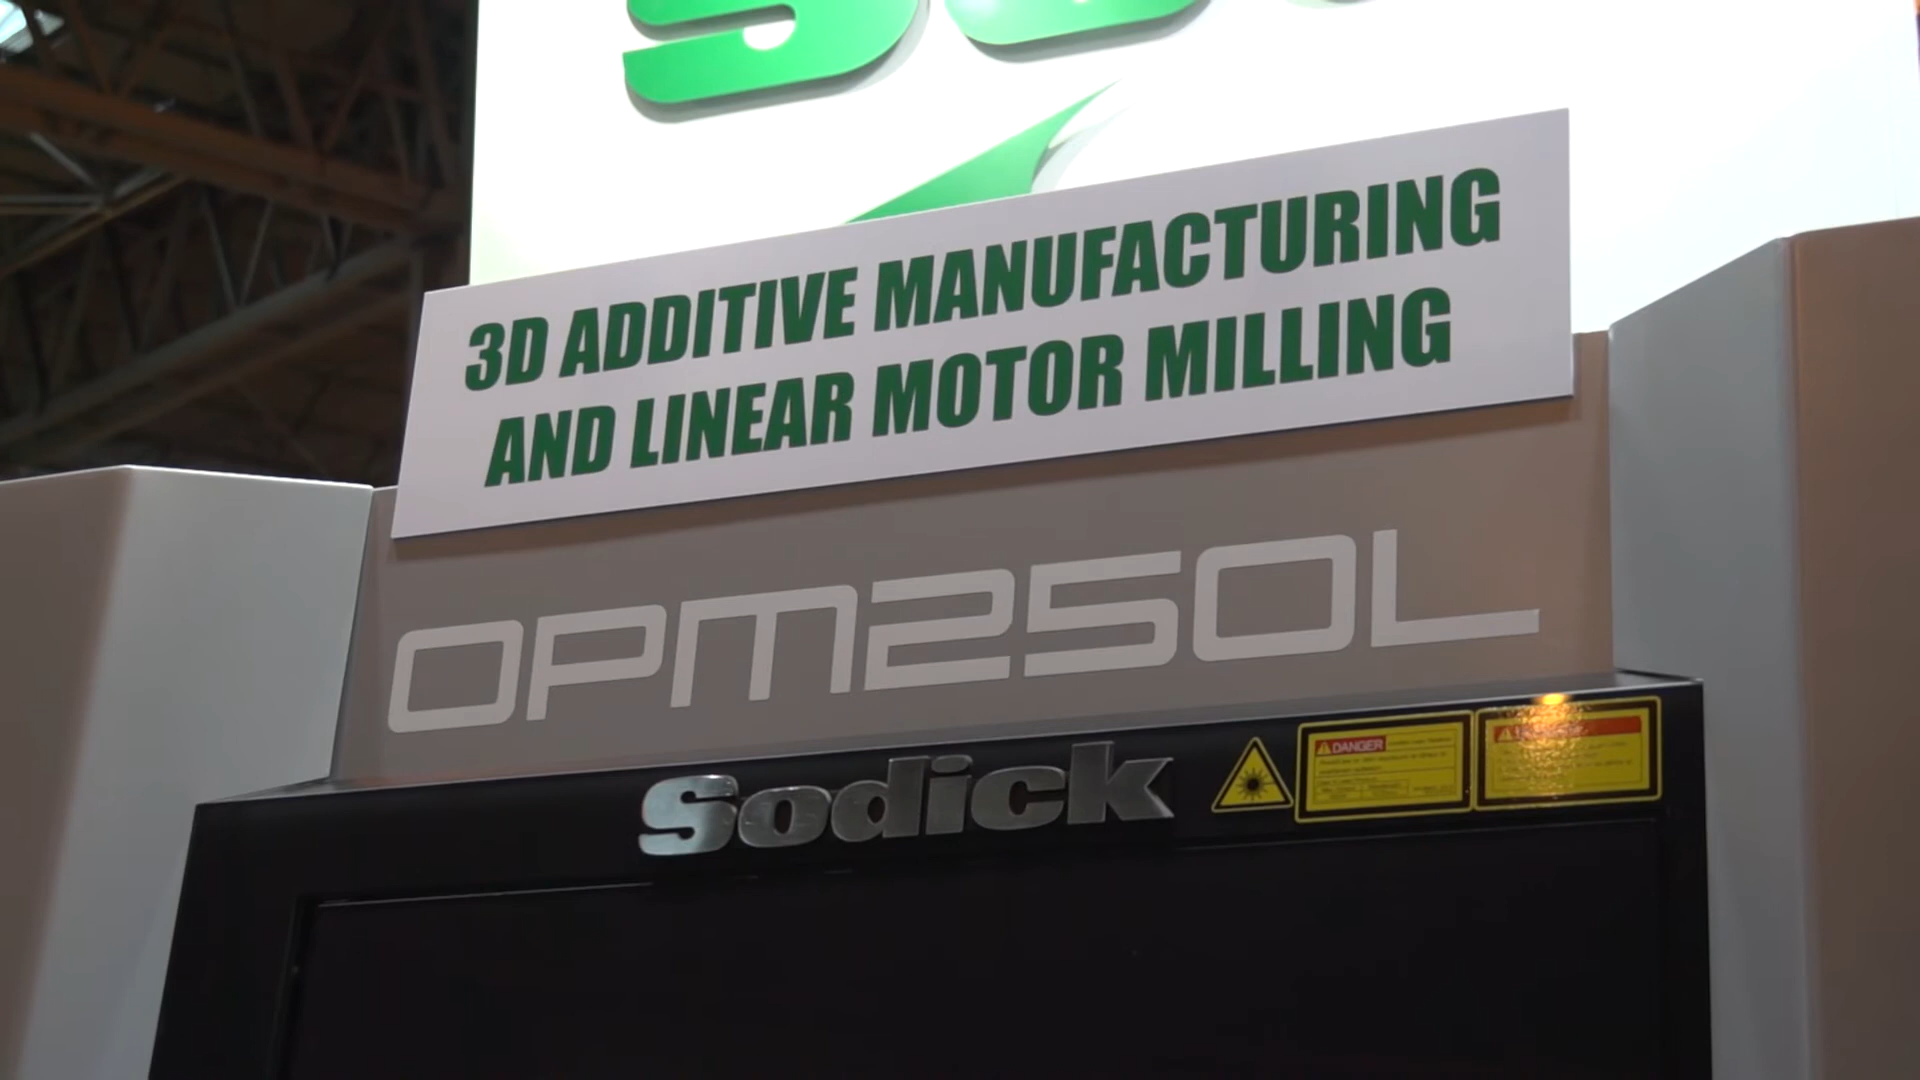 3D ADDITIVE MANUFACTURING
AND LINEAR MOTOR MILLING
OPM250L
Sodick
DANGER